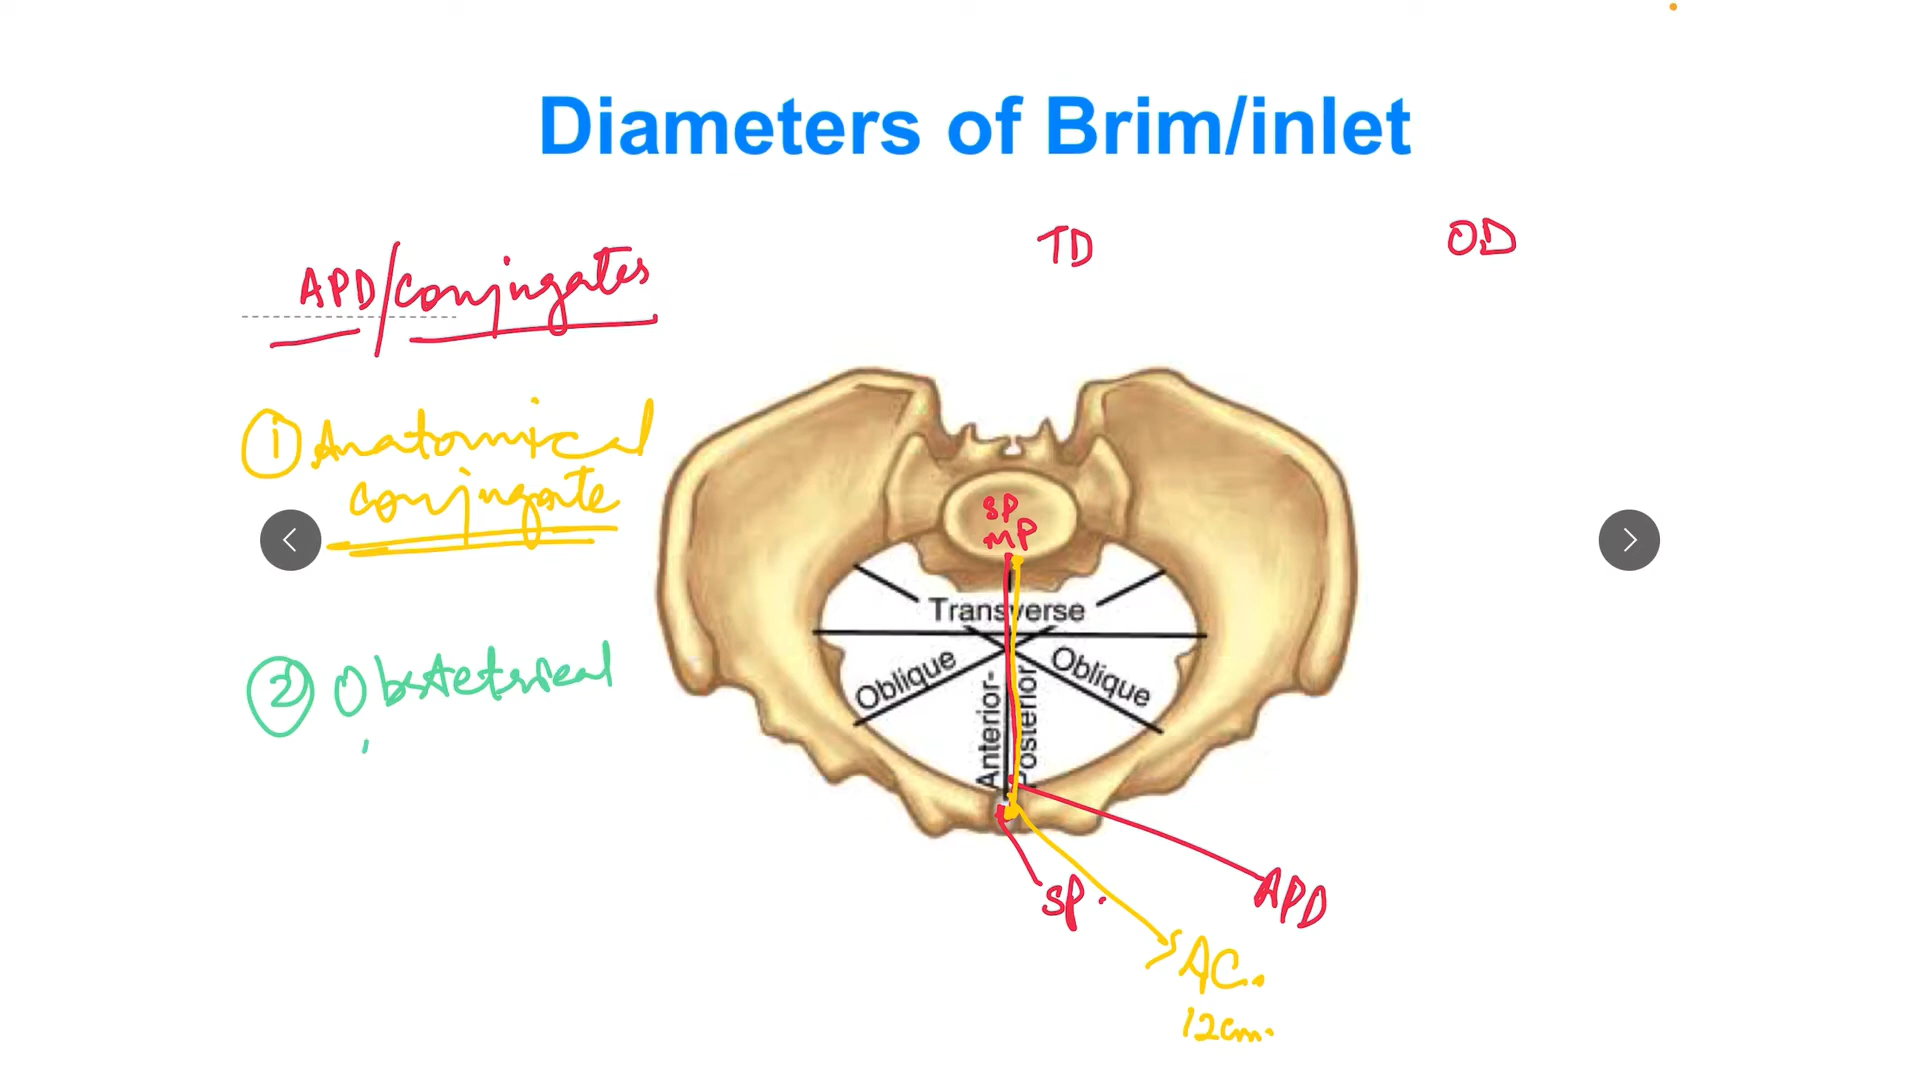 Diameters of Brim/inlet
APD/conjugates
TD
OD
① Anatomical
conjugate
② Obstetrical
SP
MP
Transverse
Oblique
Oblique
Anterior-
Posterior
SP.
APD
AC.
12cm.